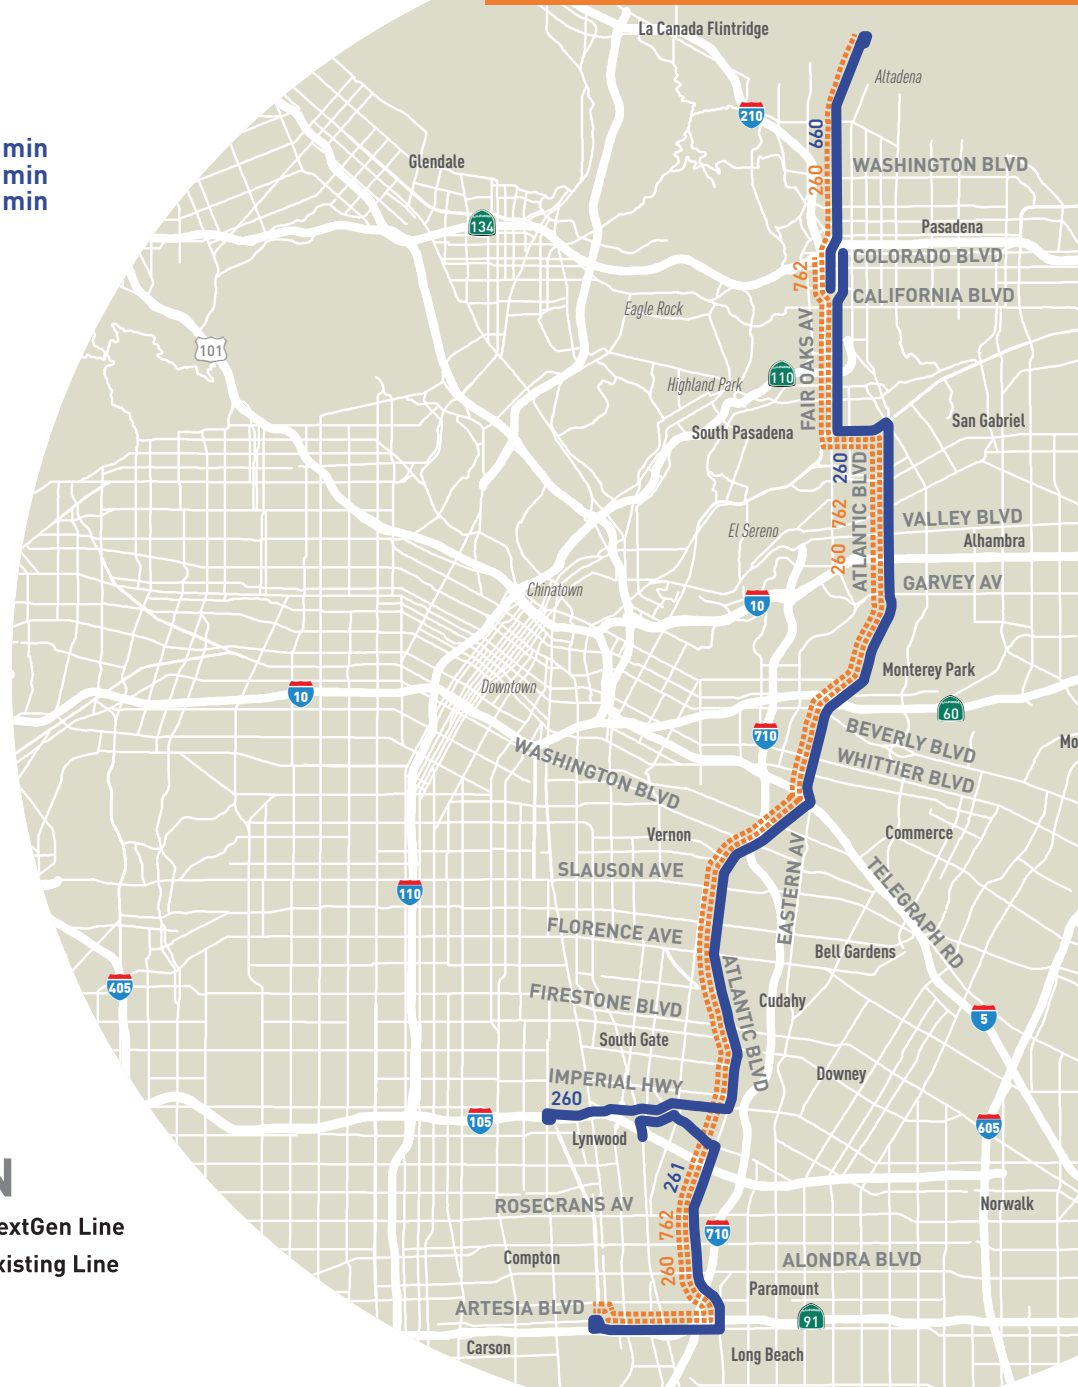 La Canada Flintridge
Altadena
210
min
min
min
660
260
WASHINGTON BLVD
Glendale
134
Pasadena
COLORADO BLVD
762
CALIFORNIA BLVD
Eagle Rock
FAIR OAKS AV
101
Highland Park
110
South Pasadena
San Gabriel
260
ATLANTIC BLVD
762
260
VALLEY BLVD
El Sereno
Alhambra
GARVEY AV
Chinatown
10
Monterey Park
Downtown
10
60
710
BEVERLY BLVD
Mo
WHITTIER BLVD
WASHINGTON BLVD
Vernon
Commerce
SLAUSON AVE
EASTERN AV
TELEGRAPH RD
110
FLORENCE AVE
Bell Gardens
405
ATLANTIC BLVD
FIRESTONE BLVD
Cudahy
5
South Gate
IMPERIAL HWY
Downey
260
105
605
Lynwood
261
N
ROSECRANS AV
Norwalk
extGen Line
762
710
xisting Line
Compton
260
ALONDRA BLVD
Paramount
ARTESIA BLVD
91
Carson
Long Beach